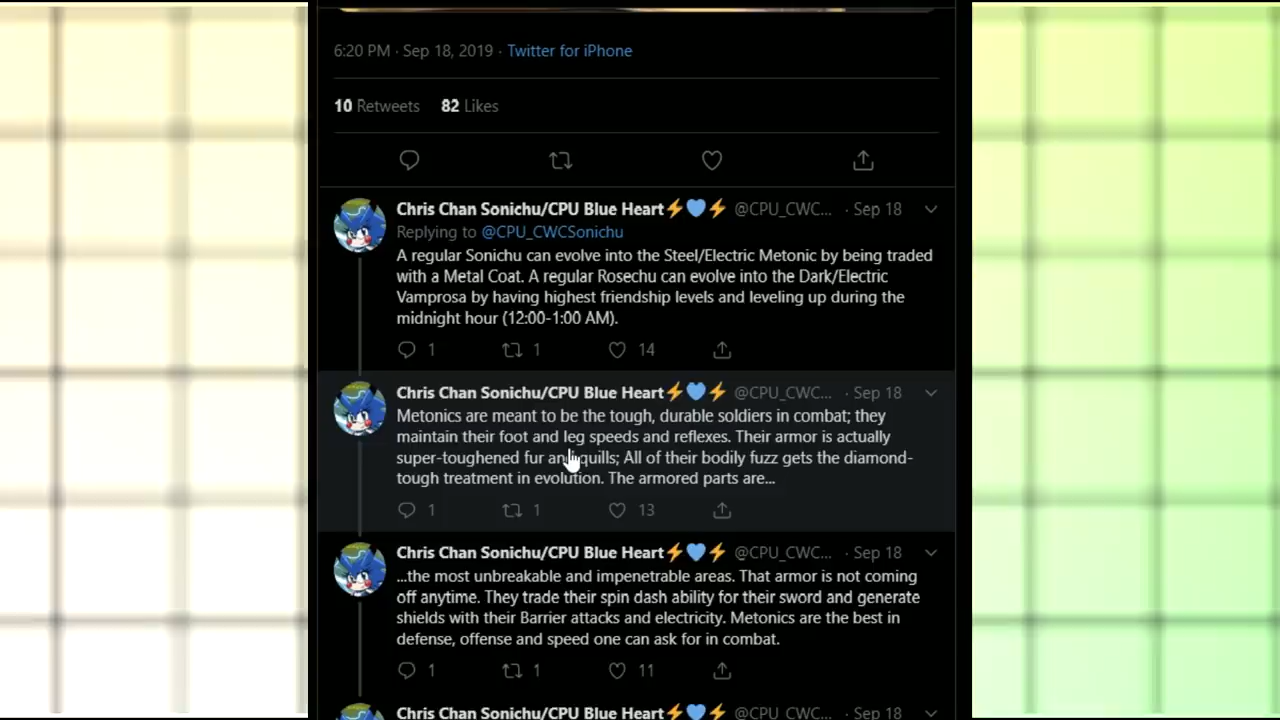 6:20 PM · Sep 18, 2019 · Twitter for iPhone
10 Retweets 82 Likes
Chris Chan Sonichu/CPU Blue Heart⚡💙⚡ @CPU_CWC... · Sep 18
Replying to @CPU_CWCSonichu
A regular Sonichu can evolve into the Steel/Electric Metonic by being traded
with a Metal Coat. A regular Rosechu can evolve into the Dark/Electric
Vamprosa by having highest friendship levels and leveling up during the
midnight hour (12:00-1:00 AM).
1 1 14
Chris Chan Sonichu/CPU Blue Heart⚡💙⚡ @CPU_CWC... · Sep 18
Metonics are meant to be the tough, durable soldiers in combat; they
maintain their foot and leg speeds and reflexes. Their armor is actually
super-toughened fur and quills; All of their bodily fuzz gets the diamond-
tough treatment in evolution. The armored parts are...
1 1 13
Chris Chan Sonichu/CPU Blue Heart⚡💙⚡ @CPU_CWC... · Sep 18
...the most unbreakable and impenetrable areas. That armor is not coming
off anytime. They trade their spin dash ability for their sword and generate
shields with their Barrier attacks and electricity. Metonics are the best in
defense, offense and speed one can ask for in combat.
1 1 11
Chris Chan Sonichu/CPU Blue Heart⚡💙⚡ @CPU_CWC... · Sep 18